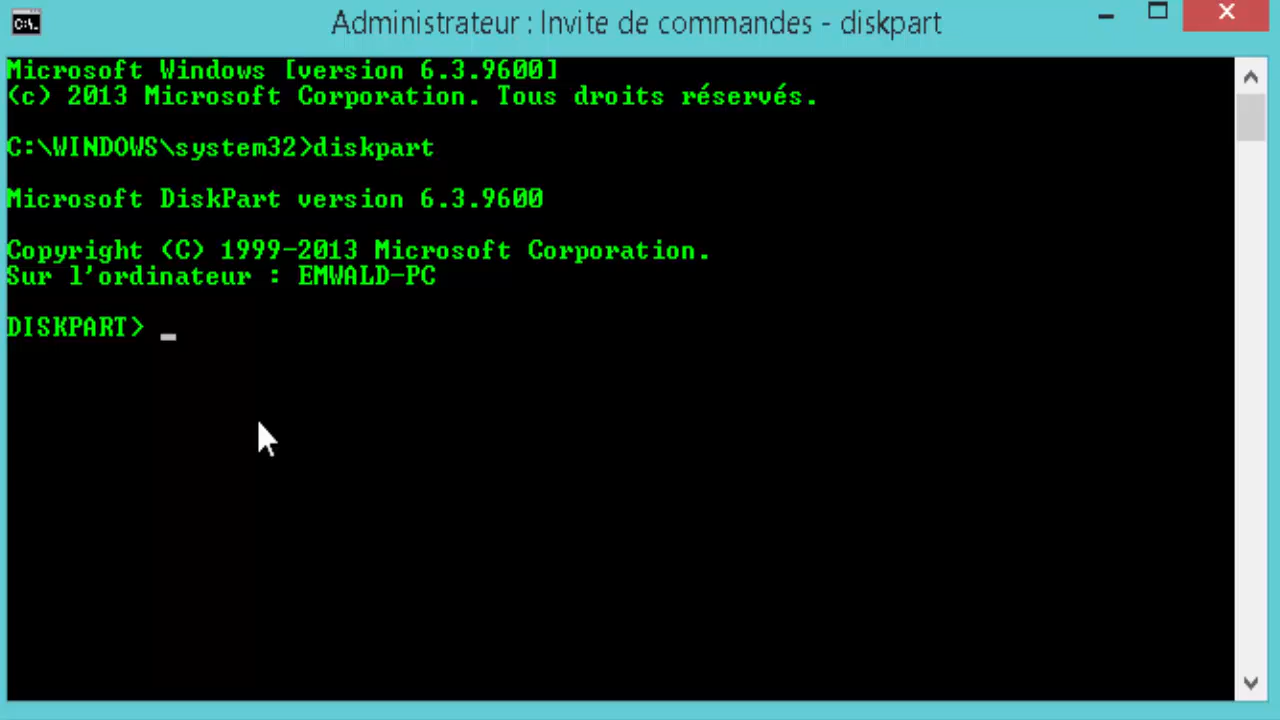 Administrateur : Invite de commandes - diskpart
Microsoft Windows [version 6.3.9600]
(c) 2013 Microsoft Corporation. Tous droits réservés.
C:\WINDOWS\system32>diskpart
Microsoft DiskPart version 6.3.9600
Copyright (C) 1999-2013 Microsoft Corporation.
Sur l'ordinateur : EMWALD-PC
DISKPART> _